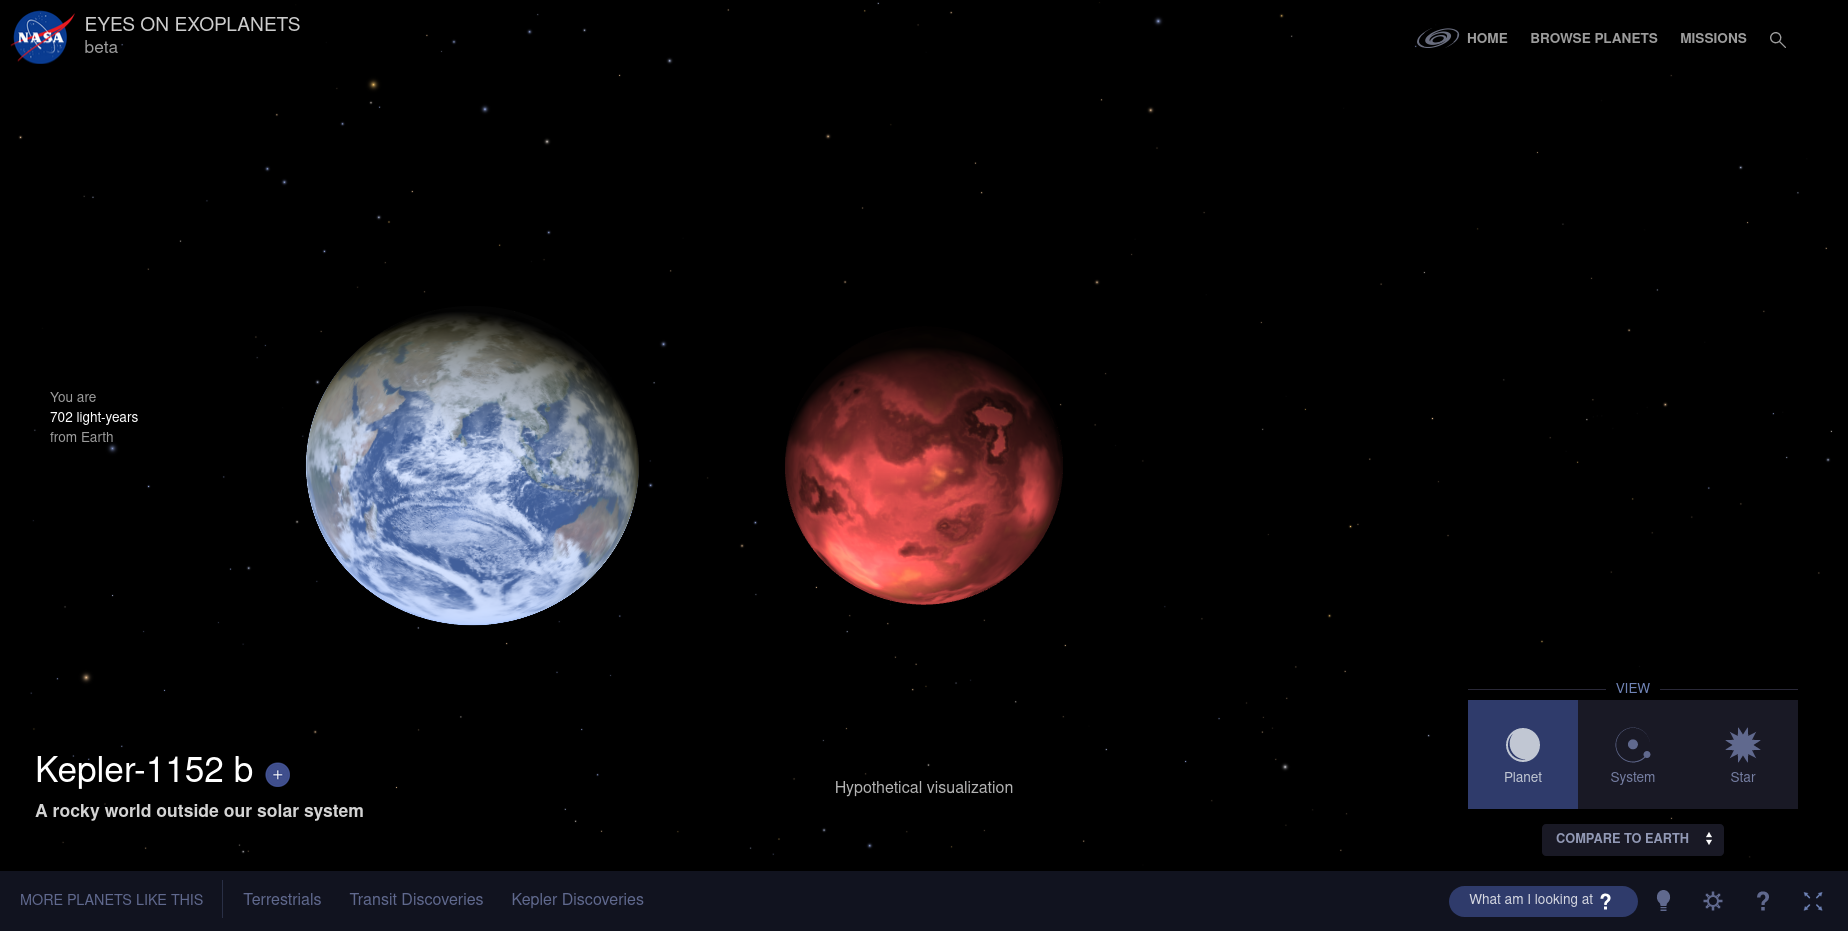 NASA
EYES ON EXOPLANETS
beta
HOME
BROWSE PLANETS
MISSIONS
You are
702 light-years
from Earth
Kepler-1152 b +
A rocky world outside our solar system
Hypothetical visualization
VIEW
Planet
System
Star
COMPARE TO EARTH
MORE PLANETS LIKE THIS
Terrestrials
Transit Discoveries
Kepler Discoveries
What am I looking at ?
?